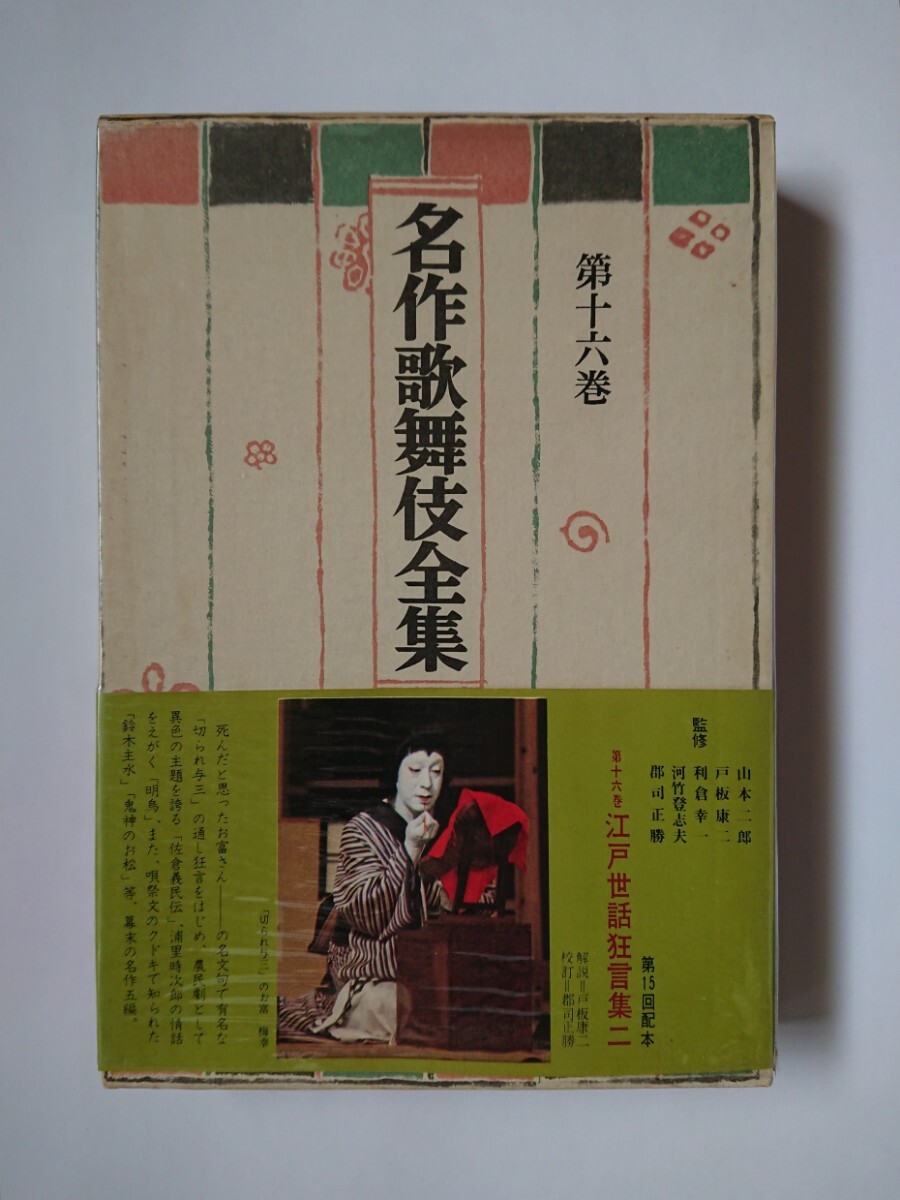 第十六巻
名作歌舞伎全集
監修
山本二郎
戸板康二
利倉幸一
河竹登志夫
郡司正勝
第15回配本
第十六巻 江戸世話狂言集二
解説＝戸板康二
校訂＝郡司正勝
「切られ与三」のお富 梅幸
死んだと思ったお富さん――の名文句で有名な
「切られ与三」の通し狂言をはじめ、農民劇として
異色の主題を誇る「佐倉義民伝」、浦里時次郎の情話
をえがく「明烏」、また、唄祭文のクドキで知られた
「鈴木主水」「鬼神のお松」等、幕末の名作五編。